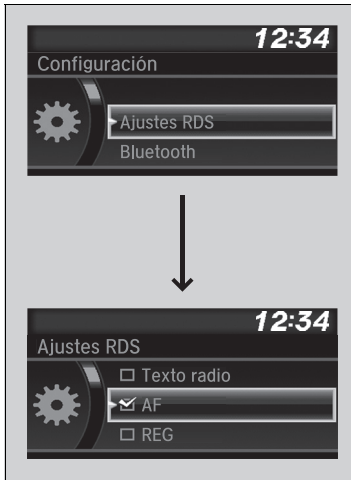 12:34
Configuración
Ajustes RDS
Bluetooth
12:34
Ajustes RDS
Texto radio
AF
REG